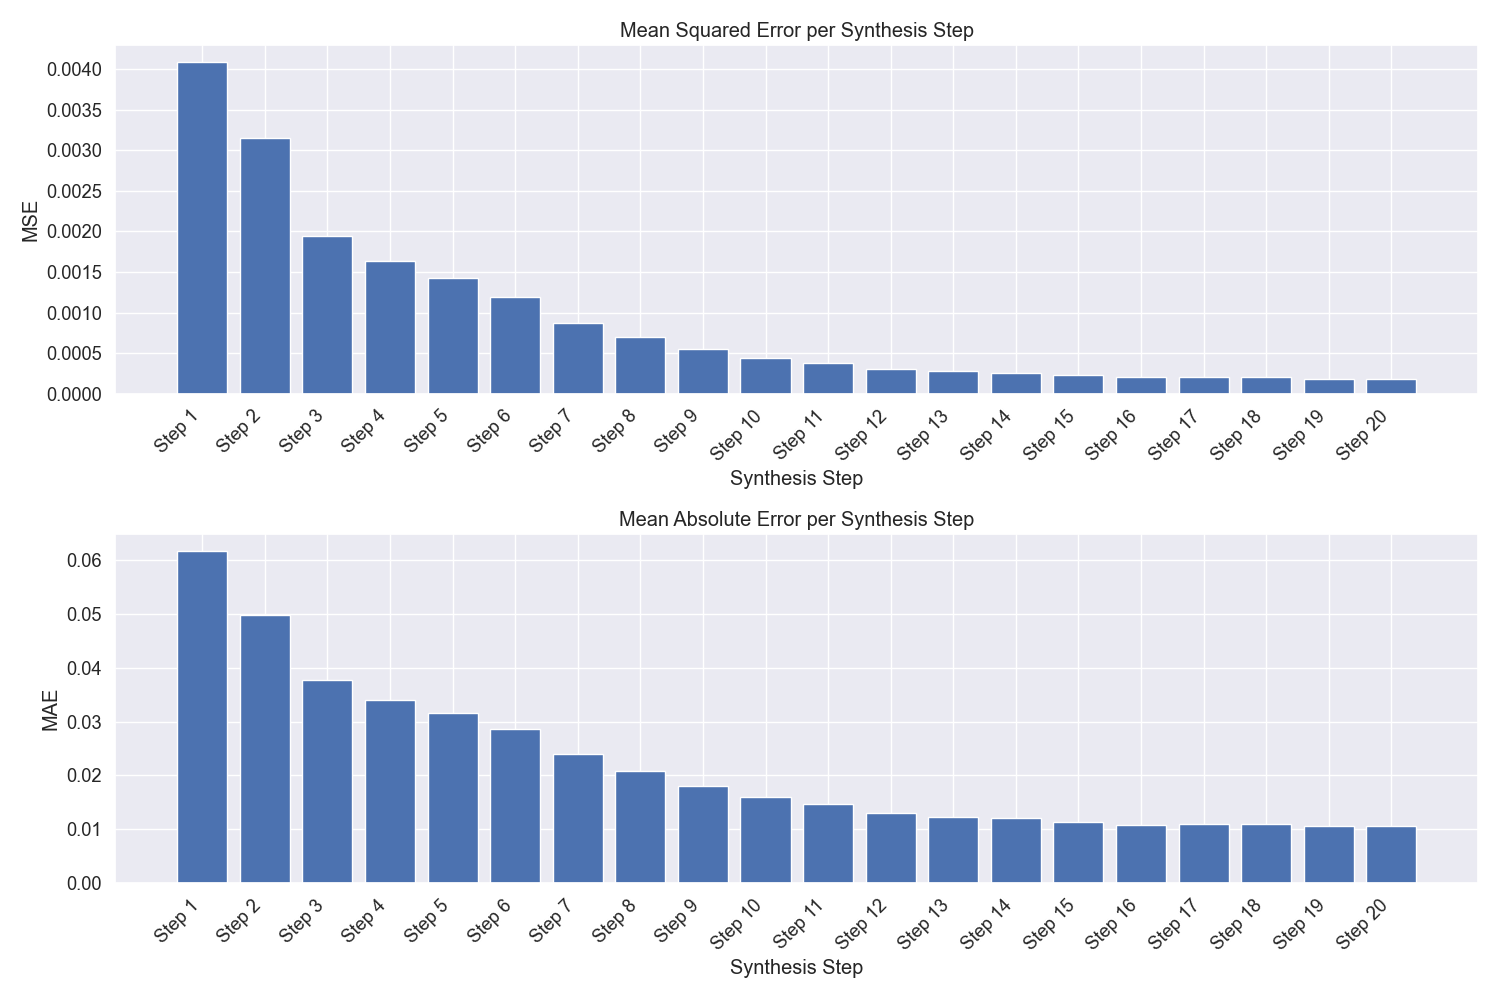 Mean Squared Error per Synthesis Step
0.0040
0.0035
0.0030
0.0025
0.0020
0.0015
0.0010
0.0005
0.0000
MSE
Step 1
Step 2
Step 3
Step 4
Step 5
Step 6
Step 7
Step 8
Step 9
Step 10
Step 11
Step 12
Step 13
Step 14
Step 15
Step 16
Step 17
Step 18
Step 19
Step 20
Synthesis Step
Mean Absolute Error per Synthesis Step
0.06
0.05
0.04
0.03
0.02
0.01
0.00
MAE
Step 1
Step 2
Step 3
Step 4
Step 5
Step 6
Step 7
Step 8
Step 9
Step 10
Step 11
Step 12
Step 13
Step 14
Step 15
Step 16
Step 17
Step 18
Step 19
Step 20
Synthesis Step